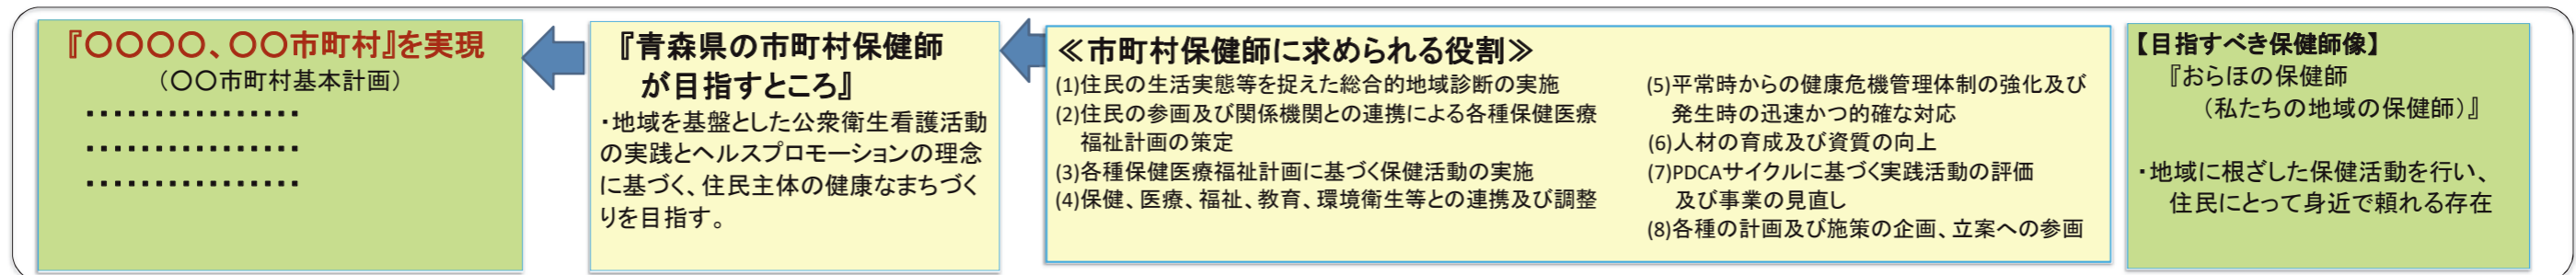 『〇〇〇〇、〇〇市町村』を実現
（〇〇市町村基本計画）
・・・・・・・・・・・・・・・・
・・・・・・・・・・・・・・・・
・・・・・・・・・・・・・・・・
『青森県の市町村保健師
が目指すところ』
・地域を基盤とした公衆衛生看護活動
の実践とヘルスプロモーションの理念
に基づく、住民主体の健康なまちづく
りを目指す。
≪市町村保健師に求められる役割≫
(1)住民の生活実態等を捉えた総合的地域診断の実施
(2)住民の参画及び関係機関との連携による各種保健医療
福祉計画の策定
(3)各種保健医療福祉計画に基づく保健活動の実施
(4)保健、医療、福祉、教育、環境衛生等との連携及び調整
(5)平常時からの健康危機管理体制の強化及び
発生時の迅速かつ的確な対応
(6)人材の育成及び資質の向上
(7)PDCAサイクルに基づく実践活動の評価
及び事業の見直し
(8)各種の計画及び施策の企画、立案への参画
【目指すべき保健師像】
『おらほの保健師
（私たちの地域の保健師）』
・地域に根ざした保健活動を行い、
住民にとって身近で頼れる存在